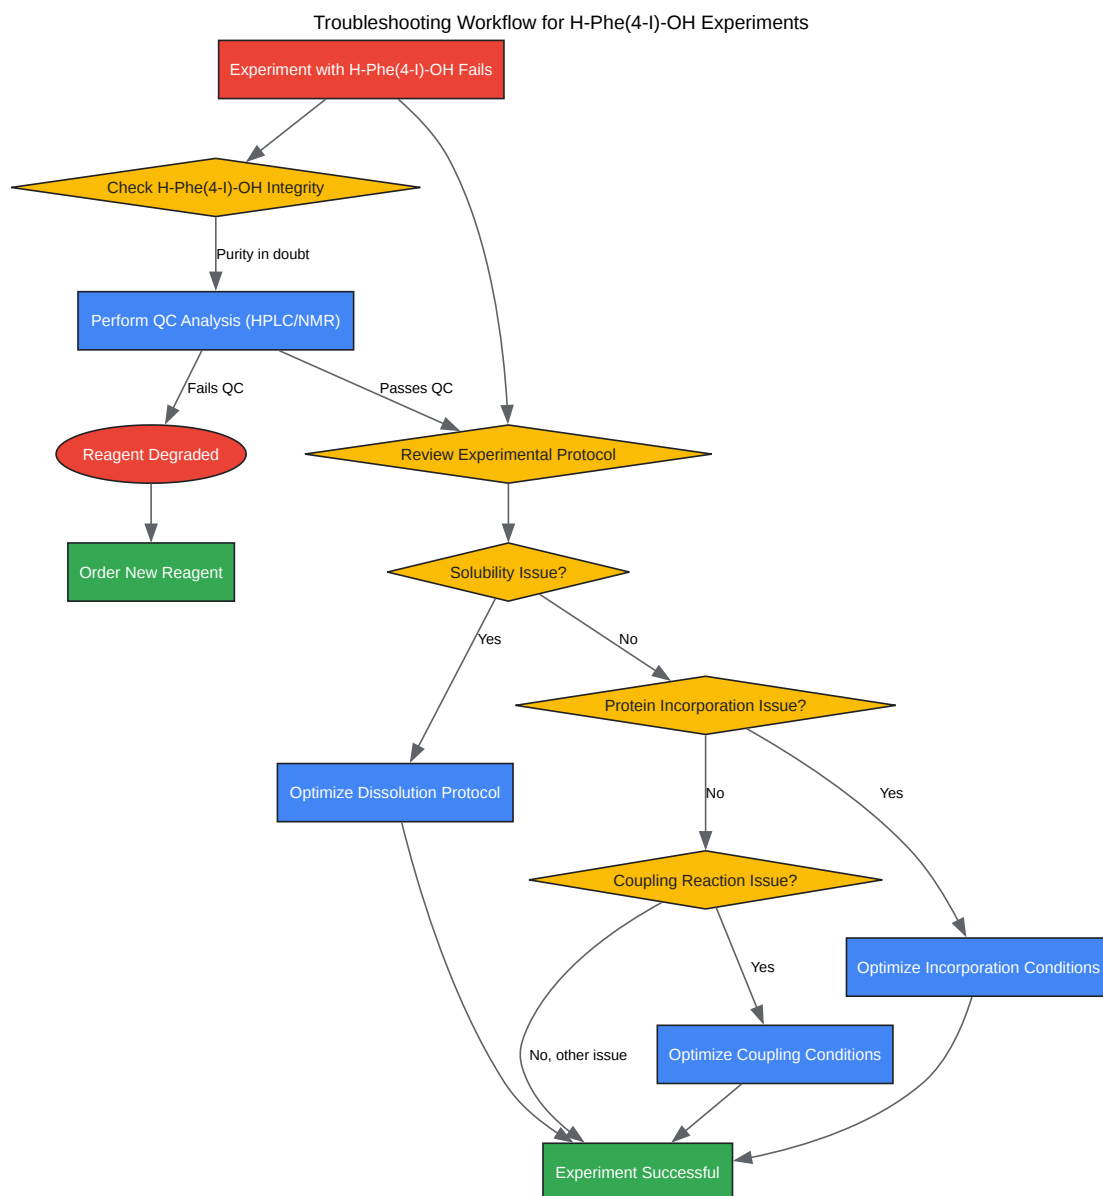 Troubleshooting Workflow for H-Phe(4-I)-OH Experiments
Experiment with H-Phe(4-I)-OH Fails
Check H-Phe(4-I)-OH Integrity
Purity in doubt
Perform QC Analysis (HPLC/NMR)
Fails QC
Passes QC
Reagent Degraded
Review Experimental Protocol
Order New Reagent
Solubility Issue?
Yes
No
Protein Incorporation Issue?
Optimize Dissolution Protocol
No
Yes
Coupling Reaction Issue?
Yes
Optimize Incorporation Conditions
No, other issue
Optimize Coupling Conditions
Experiment Successful